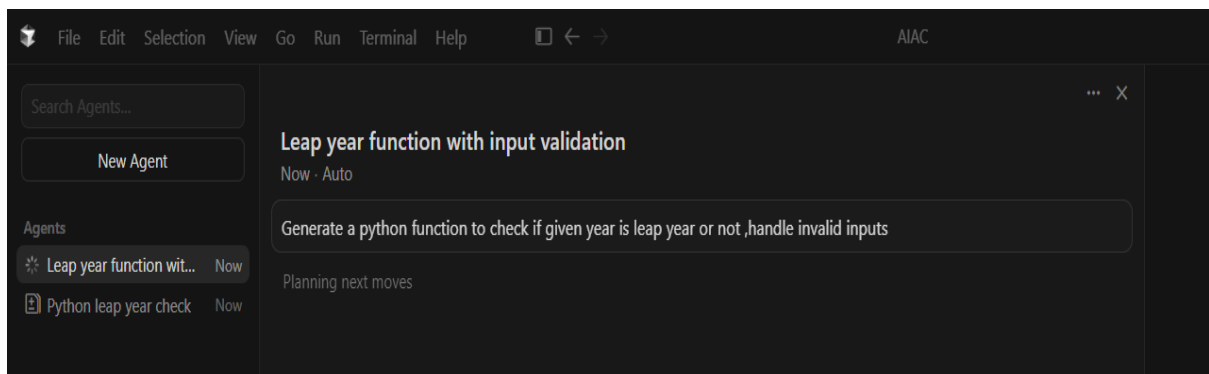 File Edit Selection View Go Run Terminal Help AIAC
Search Agents...
New Agent
Agents
Leap year function wit... Now
Python leap year check Now
Leap year function with input validation
Now · Auto
Generate a python function to check if given year is leap year or not ,handle invalid inputs
Planning next moves